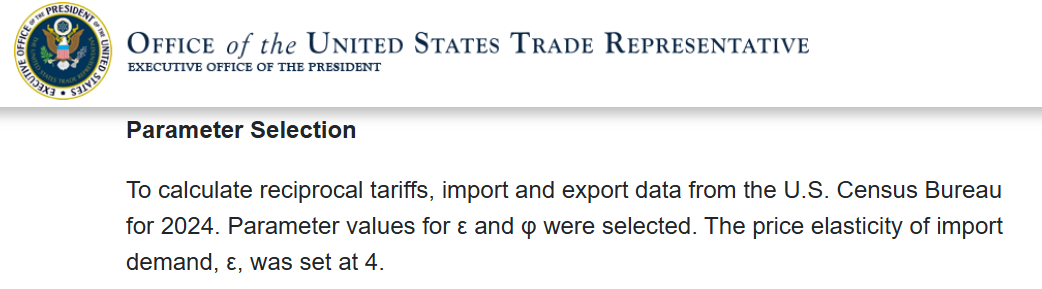 EXECUTIVE OFFICE OF THE PRESIDENT OF THE UNITED STATES
OFFICE of the UNITED STATES TRADE REPRESENTATIVE
EXECUTIVE OFFICE OF THE PRESIDENT
Parameter Selection
To calculate reciprocal tariffs, import and export data from the U.S. Census Bureau
for 2024. Parameter values for ε and φ were selected. The price elasticity of import
demand, ε, was set at 4.